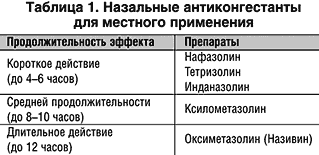 Таблица 1. Назальные антиконгестанты
для местного применения
Продолжительность эффекта Препараты
Короткое действие
(до 4–6 часов)
Нафазолин
Тетризолин
Инданазолин
Средней продолжительности
(до 8–10 часов)
Ксилометазолин
Длительное действие
(до 12 часов)
Оксиметазолин (Називин)